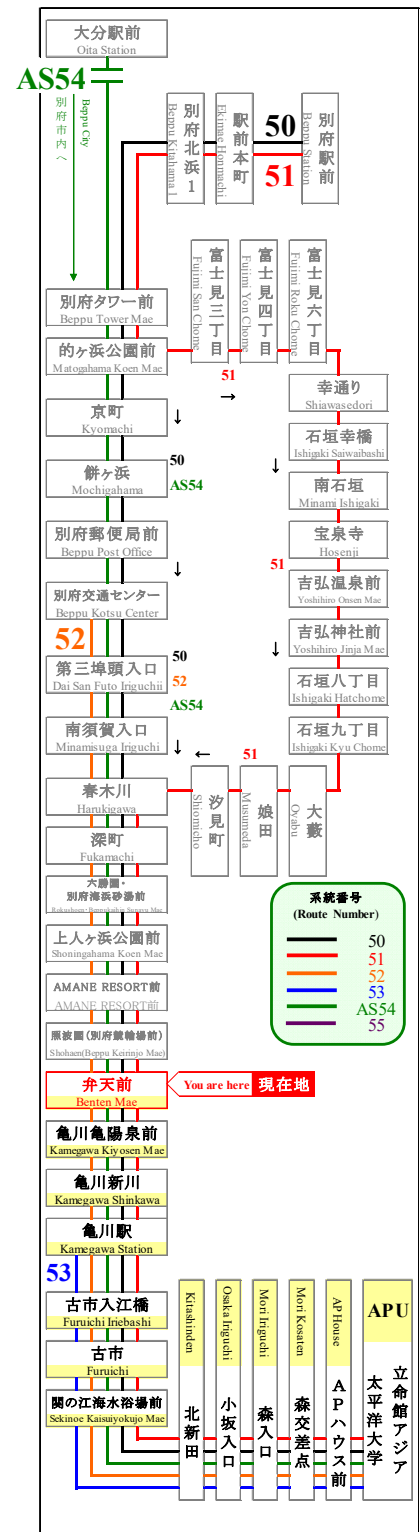 大分駅前
Oita Station
AS54
別府市内へ
Beppu City
別府北浜1
Beppu Kitahama 1
駅前本町
Ekimae Honmachi
50
51
別府駅前
Beppu Station
別府タワー前
Beppu Tower Mae
的ヶ浜公園前
Matogahama Koen Mae
富士見三丁目
Fujimi San Chome
富士見四丁目
Fujimi Yon Chome
富士見六丁目
Fujimi Roku Chome
51
→
京町
Kyomachi
↓
幸通り
Shiawasedori
石垣幸橋
Ishigaki Saiwaibashi
餅ヶ浜
Mochigahama
50
AS54
↓
南石垣
Minami Ishigaki
別府郵便局前
Beppu Post Office
宝泉寺
Hosenji
↓
51
別府交通センター
Beppu Kotsu Center
吉弘温泉前
Yoshihiro Onsen Mae
52
吉弘神社前
Yoshihiro Jinja Mae
↓
第三埠頭入口
Dai San Futo Iriguchii
50
52
AS54
石垣八丁目
Ishigaki Hatchome
南須賀入口
Minamisuga Iriguchi
↓
←
51
石垣九丁目
Ishigaki Kyu Chome
春木川
Harukigawa
汐見町
Shiomicho
娘田
Musumeda
大藪
Oyabu
深町
Fukamachi
六勝園・
別府海浜砂湯前
Rokushoen・Beppukaihin Sunayu Mae
上人ヶ浜公園前
Shoningahama Koen Mae
AMANE RESORT前
AMANE RESORT前
照波園(別府競輪場前)
Shohaen(Beppu Keirinjo Mae)
系統番号
(Route Number)
50
51
52
53
AS54
55
弁天前
Benten Mae
You are here 現在地
亀川亀陽泉前
Kamegawa Kiyosen Mae
亀川新川
Kamegawa Shinkawa
亀川駅
Kamegawa Station
53
古市入江橋
Furuichi Iriebashi
古市
Furuichi
関の江海水浴場前
Sekinoe Kaisuiyokujo Mae
Kitashinden
北新田
Osaka Iriguchi
小坂入口
Mori Iriguchi
森入口
Mori Kosaten
森交差点
AP House
APハウス前
APU
立命館アジア
太平洋大学